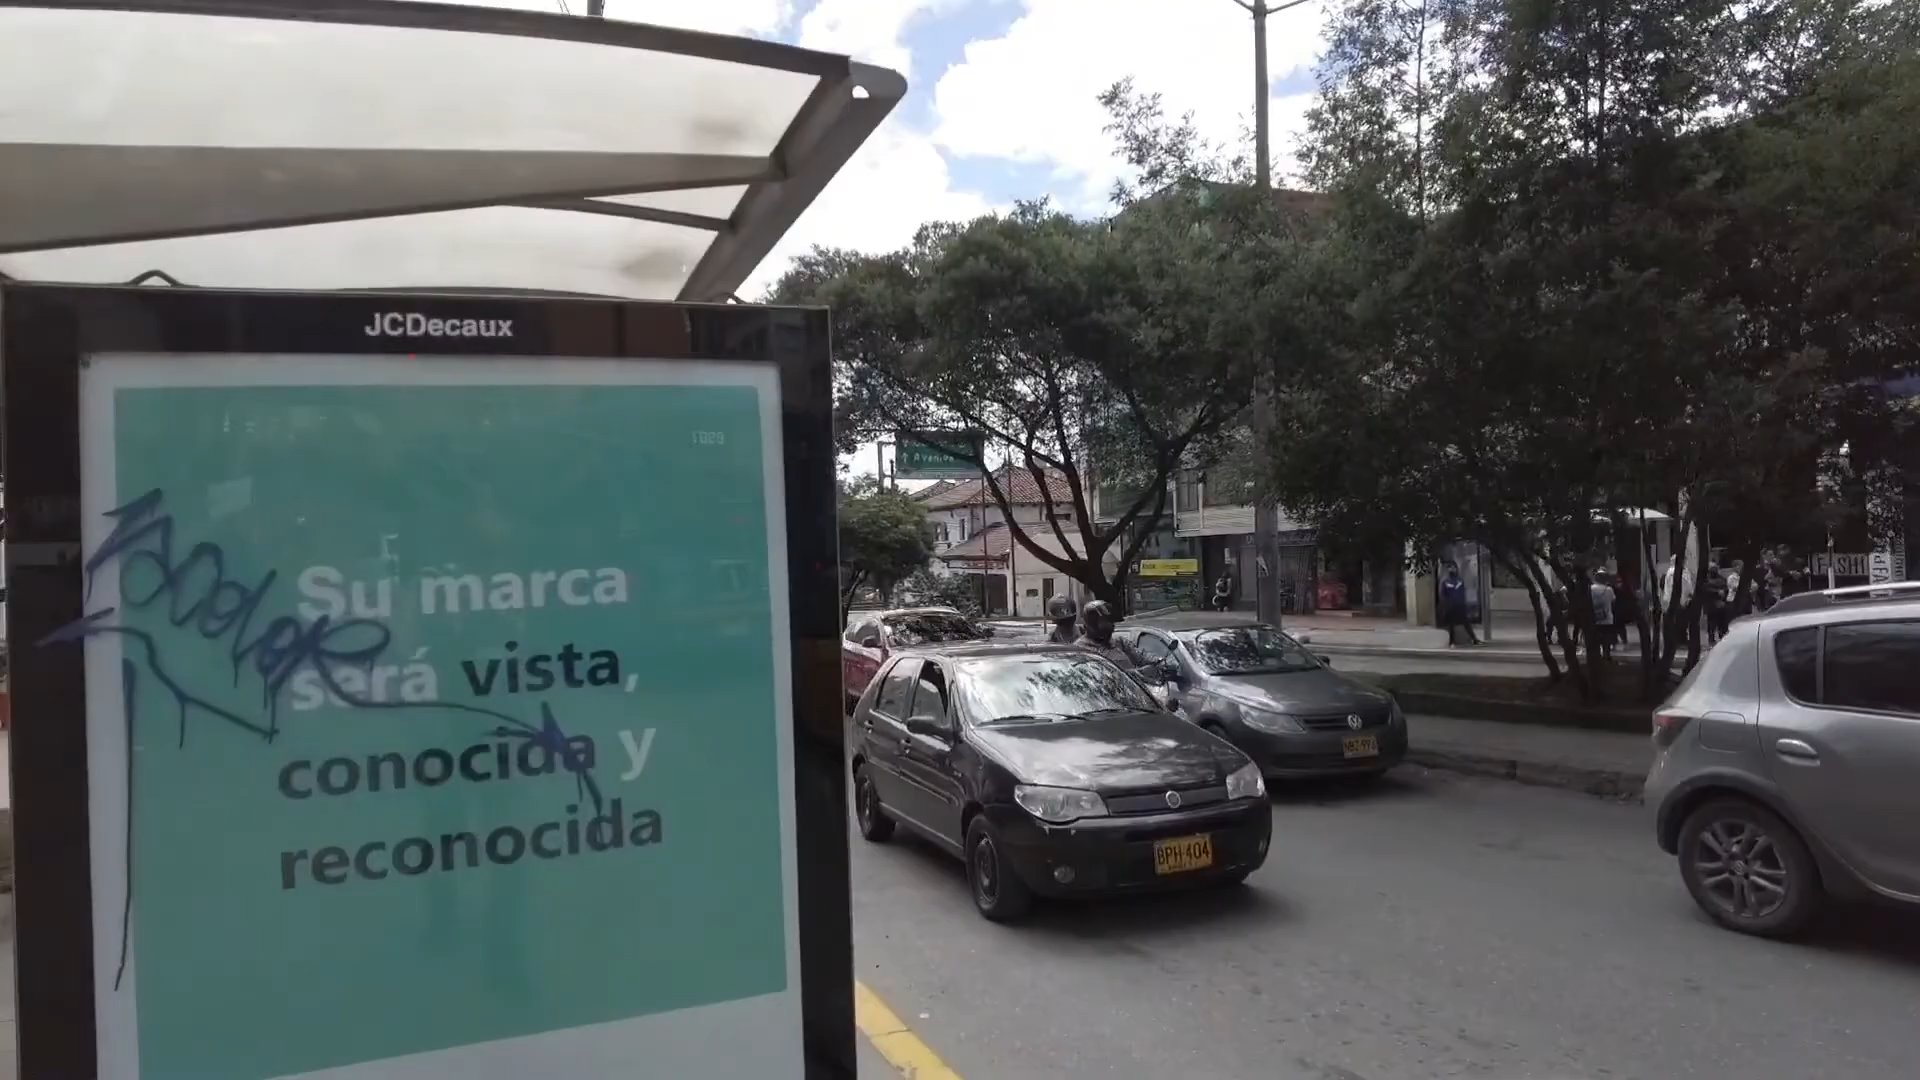 JCDecaux
Su marca
será vista,
conocida y
reconocida
Avenida
BPH-404